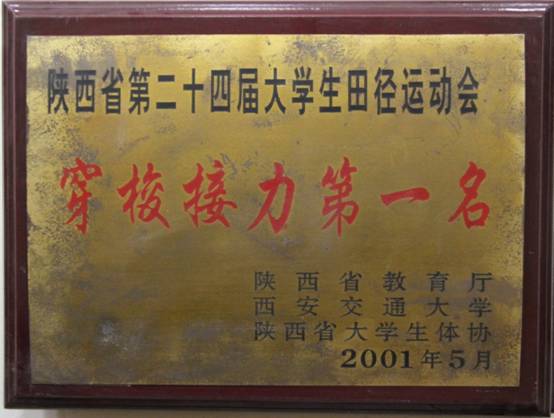 陕西省第二十四届大学生田径运动会
穿梭接力第一名
陕西省教育厅
西安交通大学
陕西省大学生体协
2001年5月